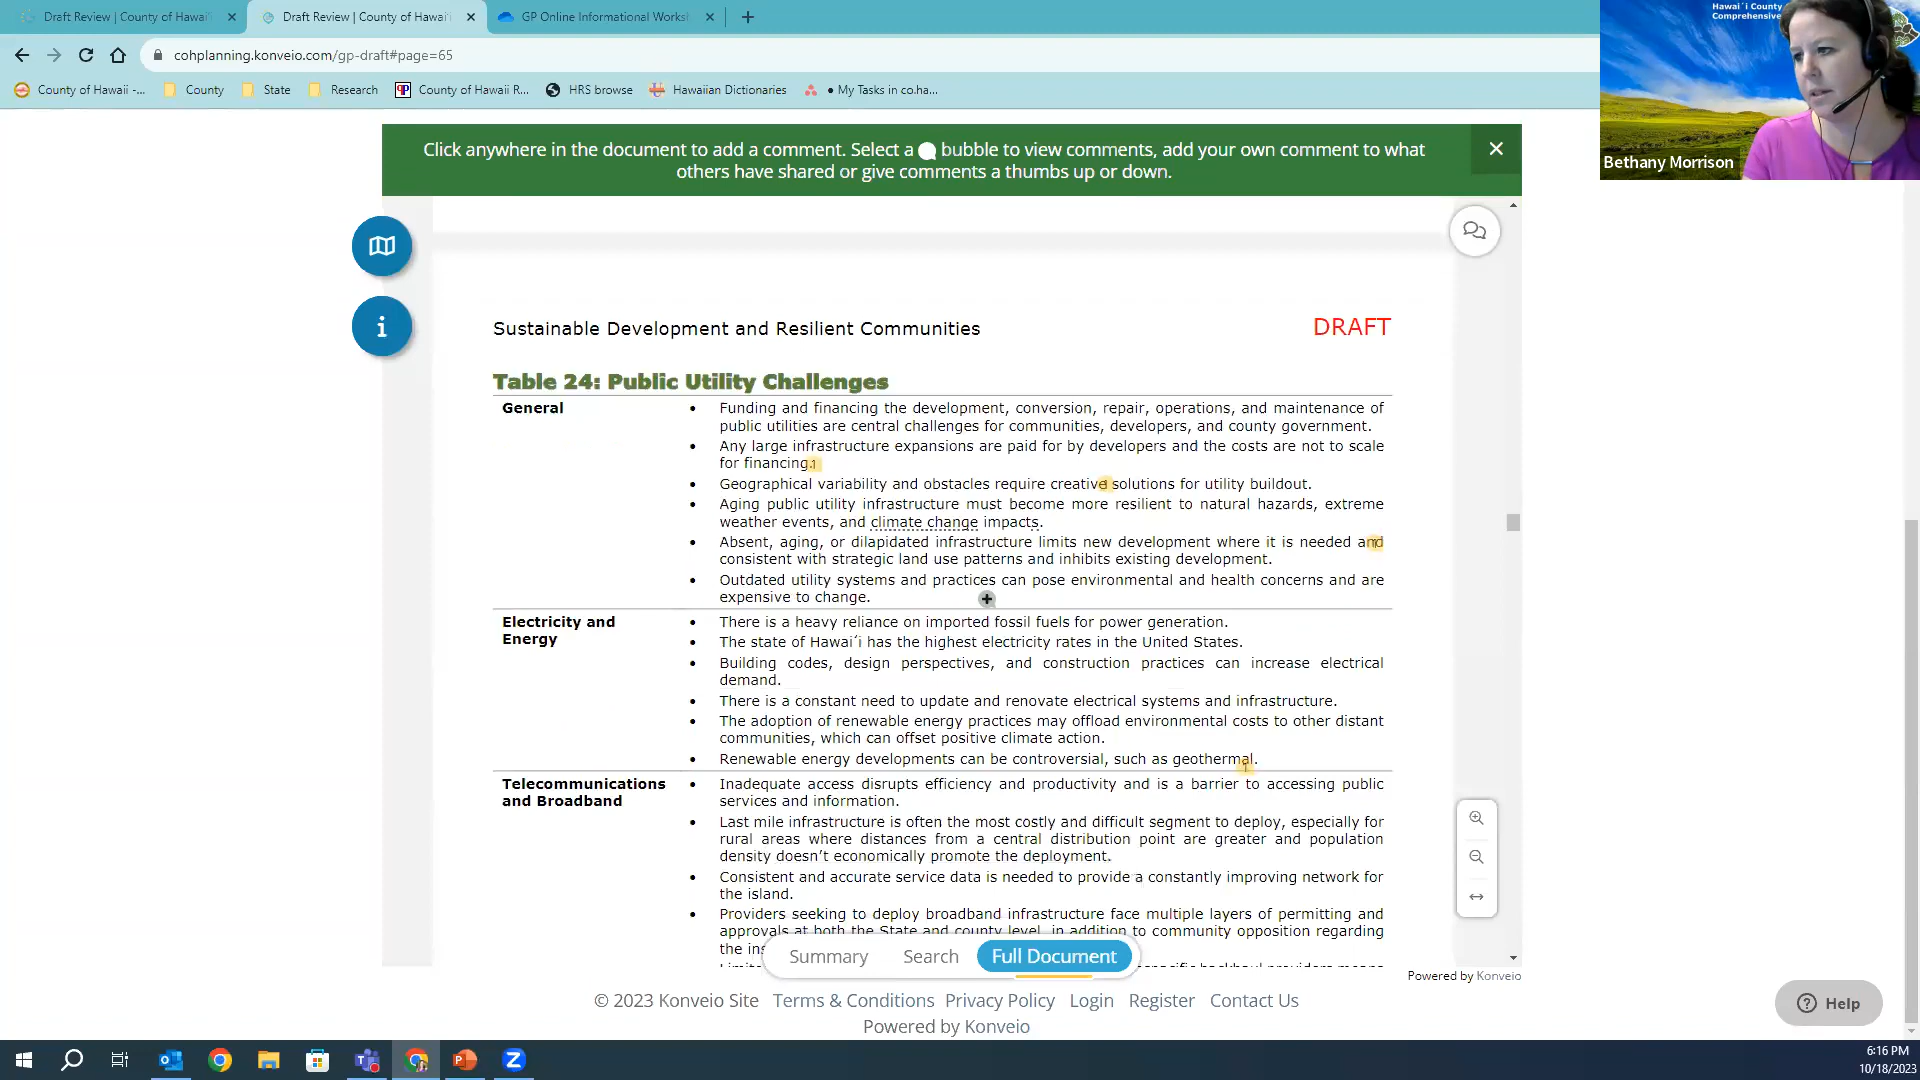 Draft Review | County of Hawai'i
Draft Review | County of Hawai'i
GP Online Informational Works
cohplanning.konveio.com/gp-draft#page=65
County of Hawaii -...
County
State
Research
County of Hawaii R...
HRS browse
Hawaiian Dictionaries
• My Tasks in co.ha...
Hawai´i County
Comprehensive
Bethany Morrison
Click anywhere in the document to add a comment. Select a bubble to view comments, add your own comment to what
others have shared or give comments a thumbs up or down.
Sustainable Development and Resilient Communities
DRAFT
Table 24: Public Utility Challenges
General
• Funding and financing the development, conversion, repair, operations, and maintenance of
public utilities are central challenges for communities, developers, and county government.
• Any large infrastructure expansions are paid for by developers and the costs are not to scale
for financing.
• Geographical variability and obstacles require creative solutions for utility buildout.
• Aging public utility infrastructure must become more resilient to natural hazards, extreme
weather events, and climate change impacts.
• Absent, aging, or dilapidated infrastructure limits new development where it is needed and
consistent with strategic land use patterns and inhibits existing development.
• Outdated utility systems and practices can pose environmental and health concerns and are
expensive to change.
Electricity and
Energy
• There is a heavy reliance on imported fossil fuels for power generation.
• The state of Hawai´i has the highest electricity rates in the United States.
• Building codes, design perspectives, and construction practices can increase electrical
demand.
• There is a constant need to update and renovate electrical systems and infrastructure.
• The adoption of renewable energy practices may offload environmental costs to other distant
communities, which can offset positive climate action.
• Renewable energy developments can be controversial, such as geothermal.
Telecommunications
and Broadband
• Inadequate access disrupts efficiency and productivity and is a barrier to accessing public
services and information.
• Last mile infrastructure is often the most costly and difficult segment to deploy, especially for
rural areas where distances from a central distribution point are greater and population
density doesn't economically promote the deployment.
• Consistent and accurate service data is needed to provide a constantly improving network for
the island.
• Providers seeking to deploy broadband infrastructure face multiple layers of permitting and
approvals at both the State and county level, in addition to community opposition regarding
the
Summary
Search
Full Document
Powered by Konveio
© 2023 Konveio Site Terms & Conditions Privacy Policy Login Register Contact Us
Powered by Konveio
Help
6:16 PM
10/18/2023